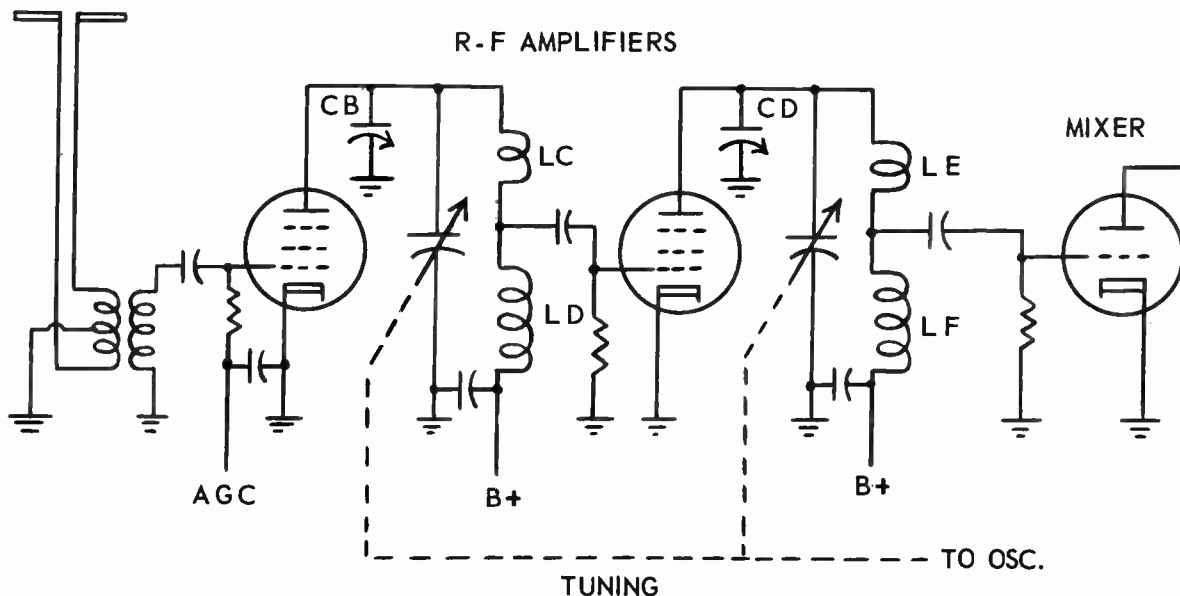 R-F AMPLIFIERS
CB
CD
MIXER
LC
LE
LD
LF
AGC
B+
B+
TO OSC.
TUNING